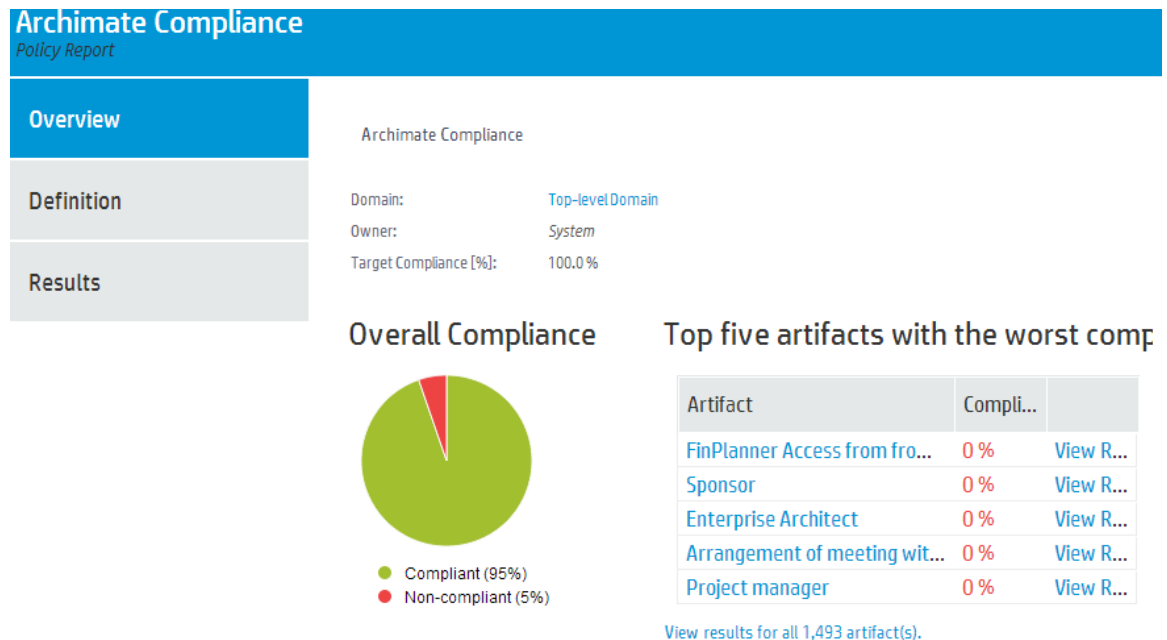 Archimate Compliance
Policy Report
Overview
Definition
Results
Archimate Compliance
Domain: Top-level Domain
Owner: System
Target Compliance [%]: 100.0 %
Overall Compliance
Compliant (95%)
Non-compliant (5%)
Top five artifacts with the worst comp
Artifact Compli...
FinPlanner Access from fro... 0 % View R...
Sponsor 0 % View R...
Enterprise Architect 0 % View R...
Arrangement of meeting wit... 0 % View R...
Project manager 0 % View R...
View results for all 1,493 artifact(s).